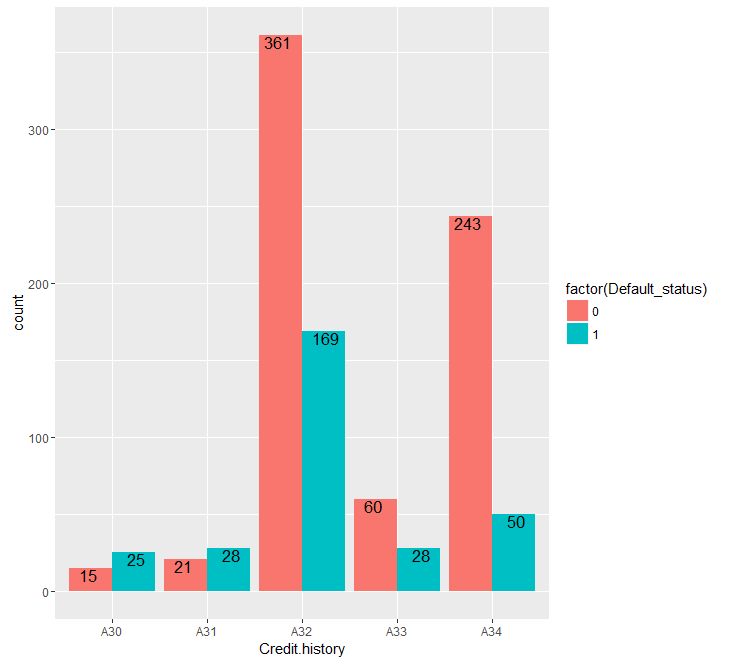 361
300
243
factor(Default_status)
0
1
count
200
169
100
60
50
15
25
21
28
28
0
A30
A31
A32
A33
A34
Credit.history